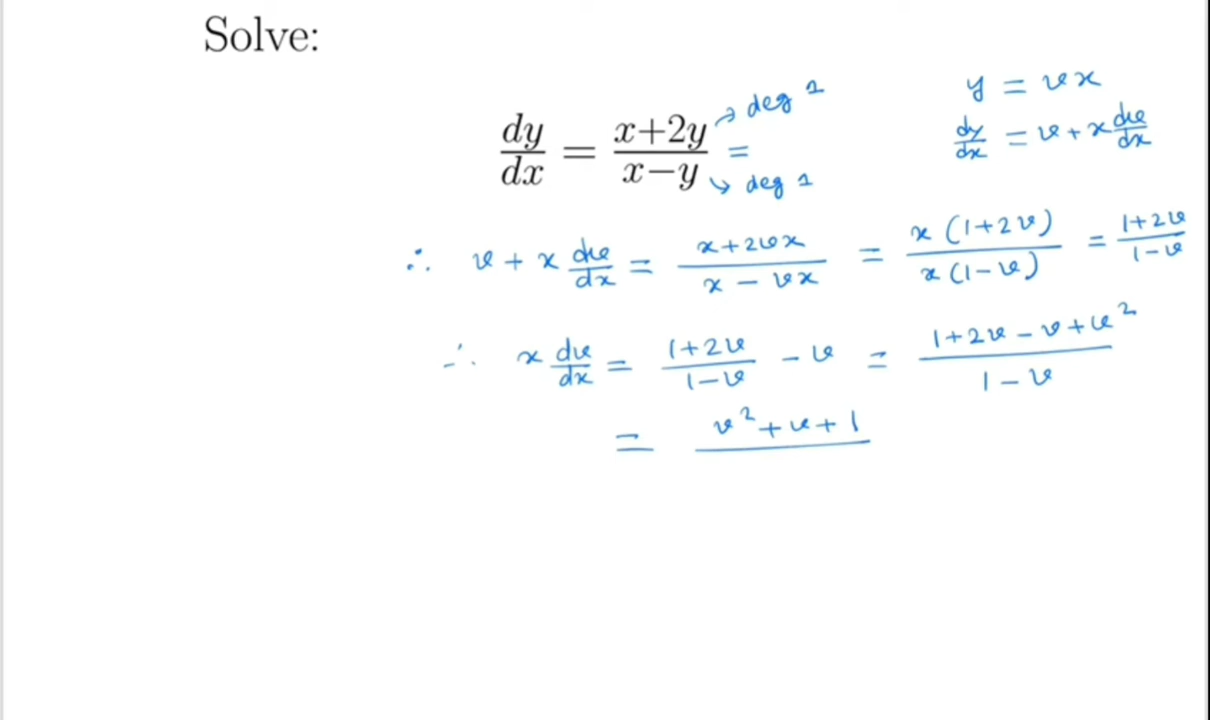 Solve:
dy/dx = (x+2y)/(x−y) =
→ deg 1
↘ deg 1
y = vx
dy/dx = v + x dv/dx
∴ v + x dv/dx = (x+2vx)/(x − vx) = x(1+2v)/x(1−v) = (1+2v)/(1−v)
∴ x dv/dx = (1+2v)/(1−v) − v = (1+2v−v+v²)/(1−v)
= v²+v+1